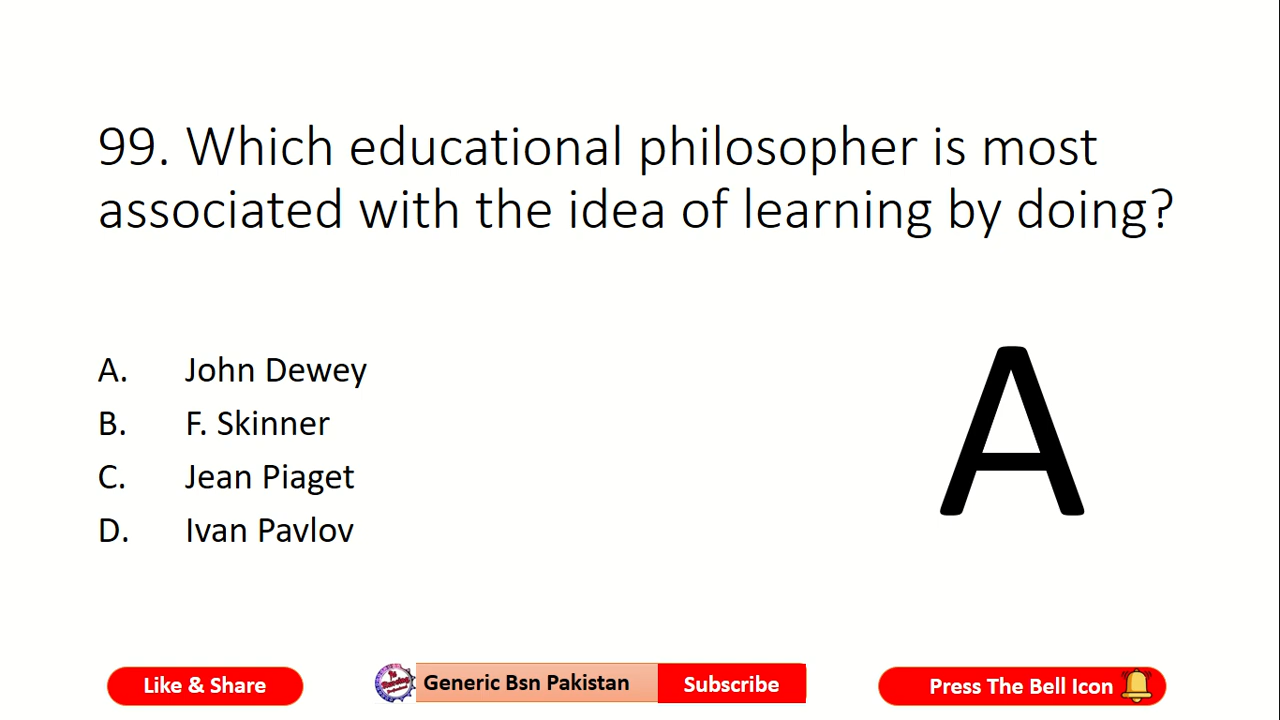 99. Which educational philosopher is most
associated with the idea of learning by doing?
A. John Dewey
B. F. Skinner
C. Jean Piaget
D. Ivan Pavlov
A
Like & Share
Generic Bsn Pakistan
Subscribe
Press The Bell Icon